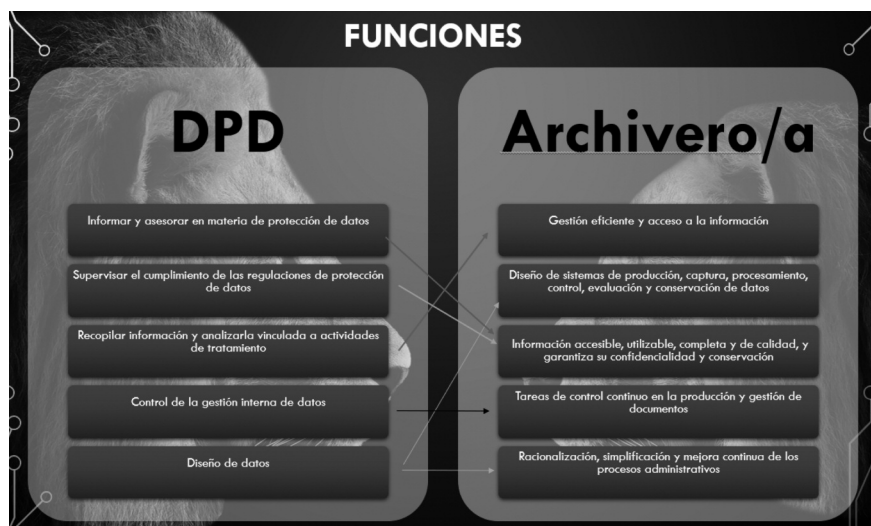 FUNCIONES
DPD
Informar y asesorar en materia de protección de datos
Supervisar el cumplimiento de las regulaciones de protección
de datos
Recopilar información y analizarla vinculada a actividades
de tratamiento
Control de la gestión interna de datos
Diseño de datos
Archivero/a
Gestión eficiente y acceso a la información
Diseño de sistemas de producción, captura, procesamiento,
control, evaluación y conservación de datos
Información accesible, utilizable, completa y de calidad, y
garantiza su confidencialidad y conservación
Tareas de control continuo en la producción y gestión de
documentos
Racionalización, simplificación y mejora continua de los
procesos administrativos